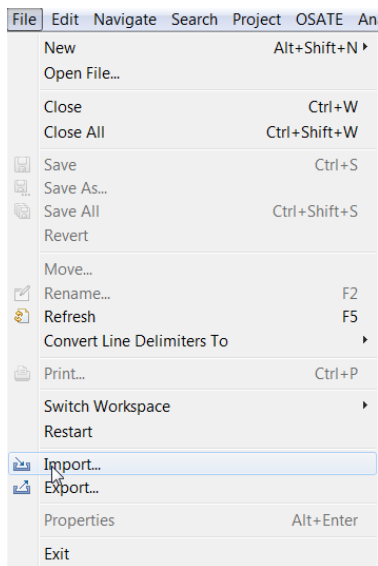 File Edit Navigate Search Project OSATE An
New Alt+Shift+N
Open File...
Close Ctrl+W
Close All Ctrl+Shift+W
Save Ctrl+S
Save As...
Save All Ctrl+Shift+S
Revert
Move...
Rename... F2
Refresh F5
Convert Line Delimiters To
Print... Ctrl+P
Switch Workspace
Restart
Import...
Export...
Properties Alt+Enter
Exit